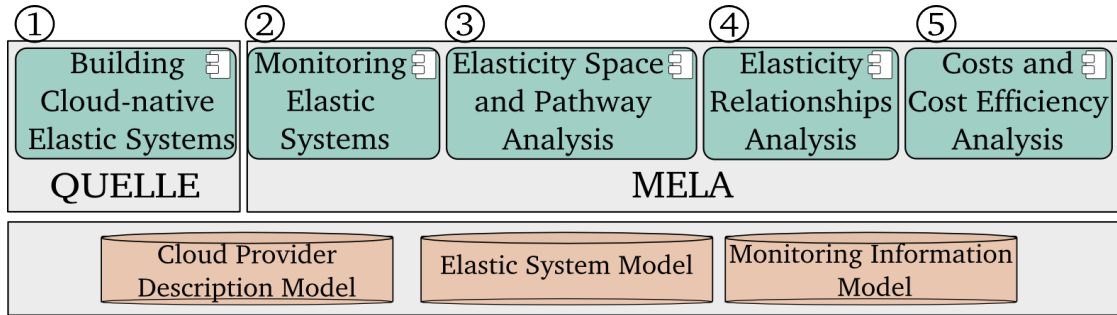 1
2
3
4
5
Building
Cloud-native
Elastic Systems
Monitoring
Elastic
Systems
Elasticity Space
and Pathway
Analysis
Elasticity
Relationships
Analysis
Costs and
Cost Efficiency
Analysis
QUELLE
MELA
Cloud Provider
Description Model
Elastic System Model
Monitoring Information
Model